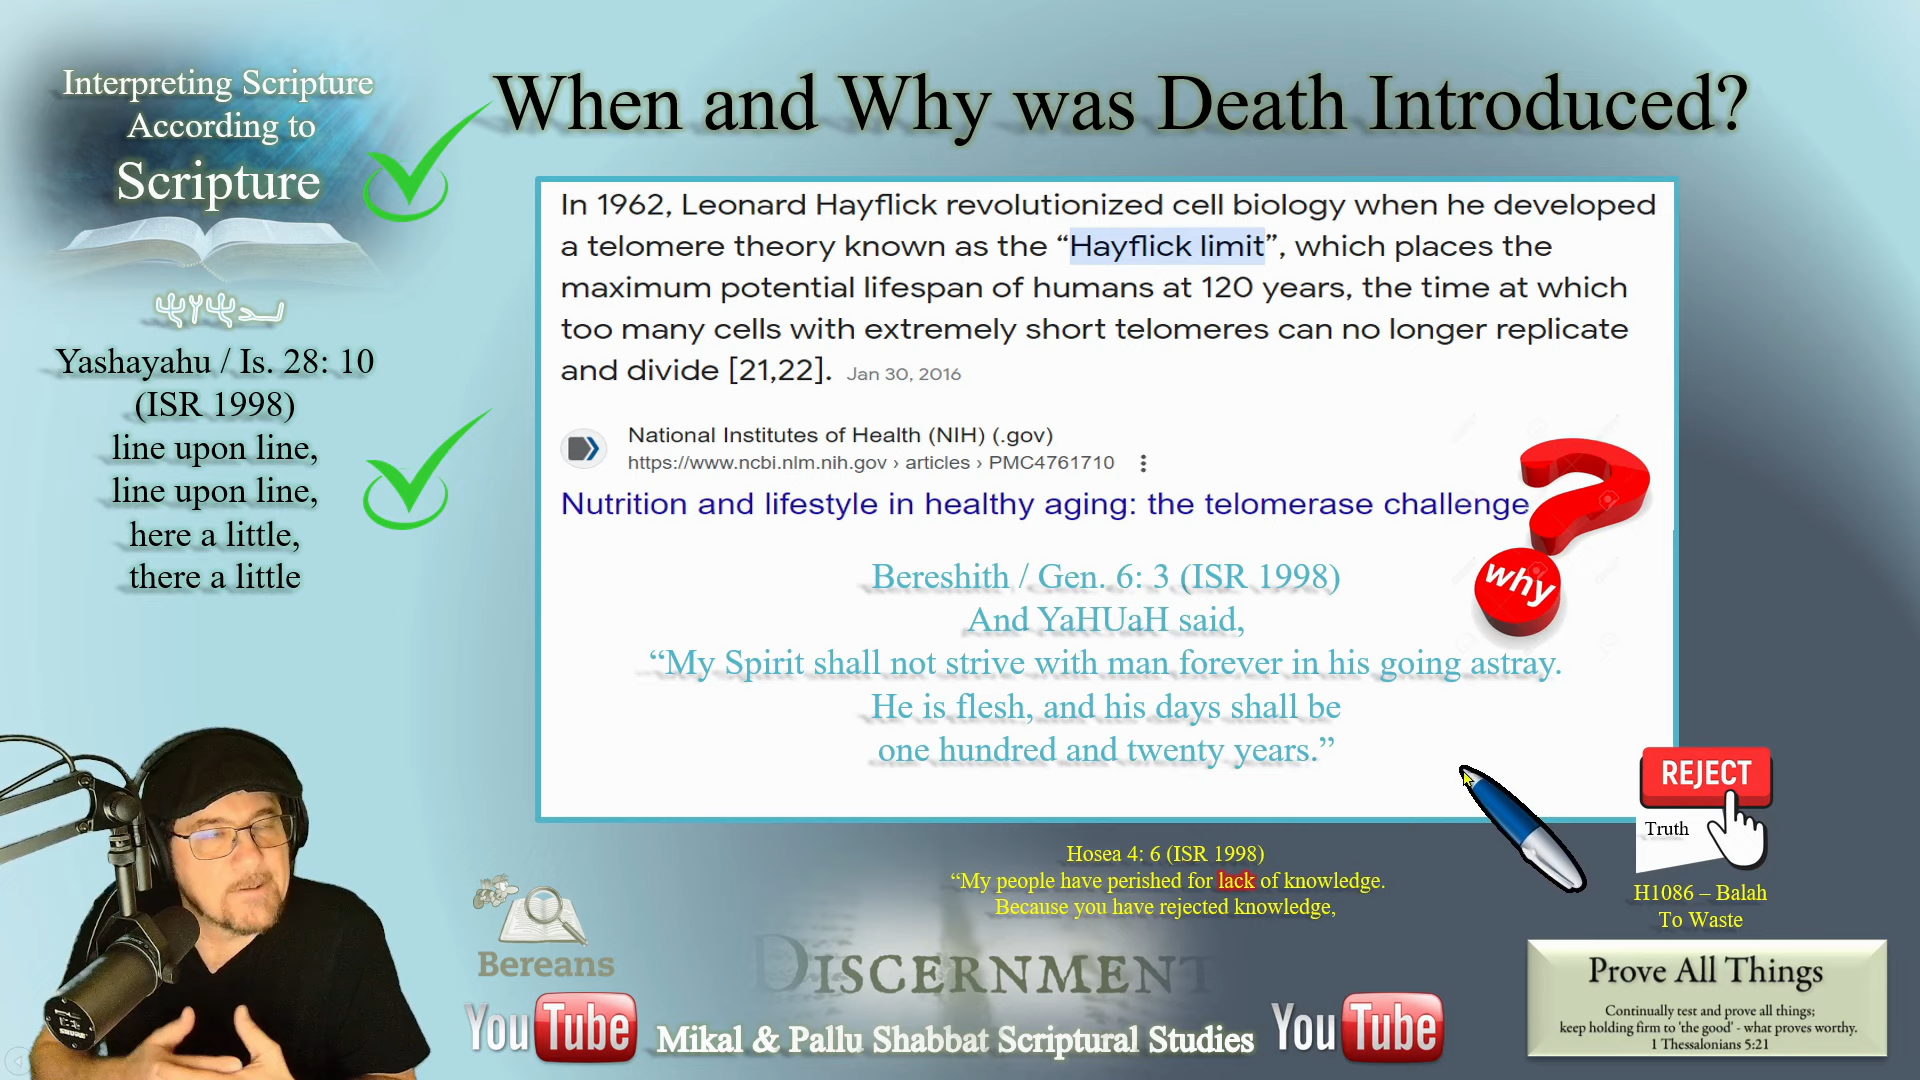 Interpreting Scripture
According to
Scripture
Yashayahu / Is. 28: 10
(ISR 1998)
line upon line,
line upon line,
here a little,
there a little
When and Why was Death Introduced?
In 1962, Leonard Hayflick revolutionized cell biology when he developed
a telomere theory known as the “Hayflick limit”, which places the
maximum potential lifespan of humans at 120 years, the time at which
too many cells with extremely short telomeres can no longer replicate
and divide [21,22]. Jan 30, 2016
National Institutes of Health (NIH) (.gov)
https://www.ncbi.nlm.nih.gov › articles › PMC4761710
Nutrition and lifestyle in healthy aging: the telomerase challenge
why
Bereshith / Gen. 6: 3 (ISR 1998)
And YaHUaH said,
“My Spirit shall not strive with man forever in his going astray.
He is flesh, and his days shall be
one hundred and twenty years.”
REJECT
Truth
H1086 – Balah
To Waste
Hosea 4: 6 (ISR 1998)
“My people have perished for lack of knowledge.
Because you have rejected knowledge,
Bereans
DISCERNMENT
YouTube
Mikal & Pallu Shabbat Scriptural Studies
YouTube
Prove All Things
Continually test and prove all things;
keep holding firm to 'the good' - what proves worthy.
1 Thessalonians 5:21
SHURE